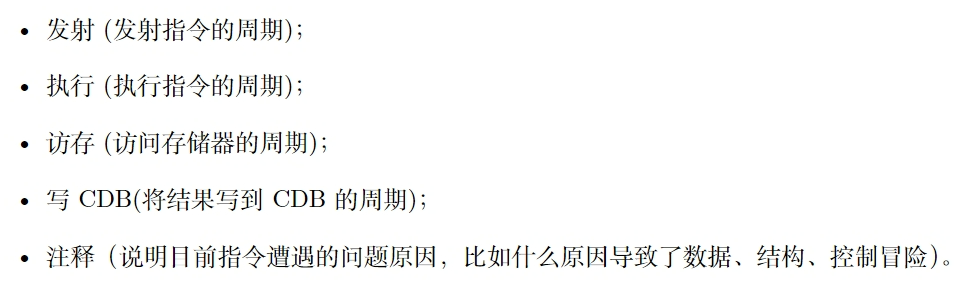 • 发射 (发射指令的周期)；
• 执行 (执行指令的周期)；
• 访存 (访问存储器的周期)；
• 写 CDB(将结果写到 CDB 的周期)；
• 注释（说明目前指令遭遇的问题原因，比如什么原因导致了数据、结构、控制冒险）。